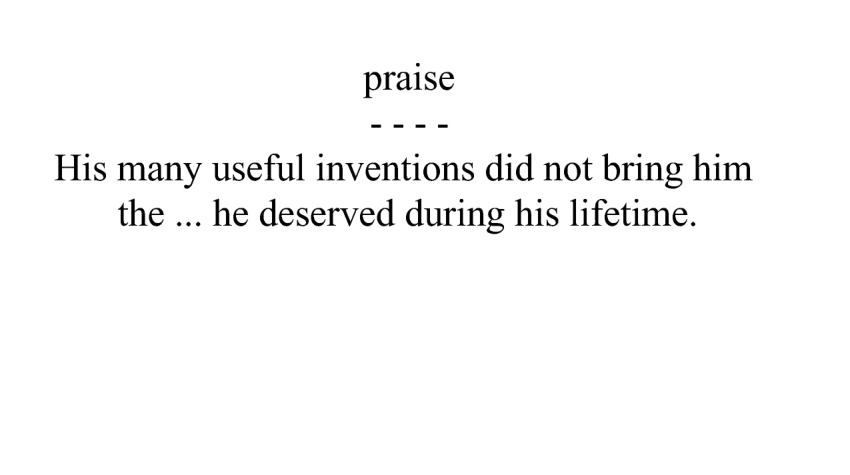 praise
- - - -
His many useful inventions did not bring him
the ... he deserved during his lifetime.